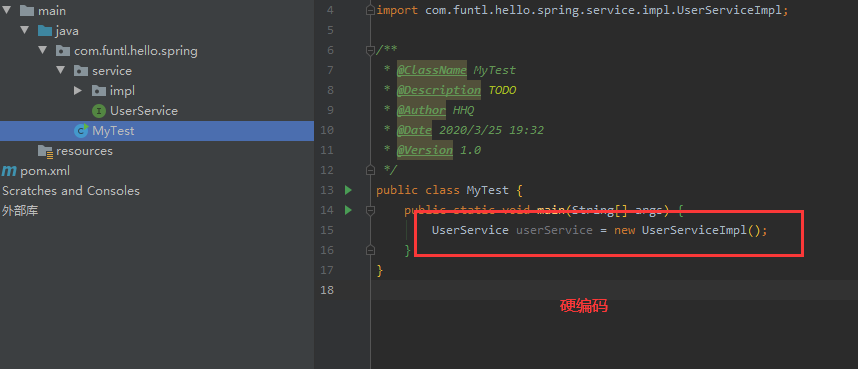 main
java
com.funtl.hello.spring
service
impl
UserService
MyTest
resources
pom.xml
Scratches and Consoles
外部库
4 import com.funtl.hello.spring.service.impl.UserServiceImpl;
5
6 /**
7 * @ClassName MyTest
8 * @Description TODO
9 * @Author HHQ
10 * @Date 2020/3/25 19:32
11 * @Version 1.0
12 */
13 public class MyTest {
14 public static void main(String[] args) {
15 UserService userService = new UserServiceImpl();
16 }
17 }
18
硬编码